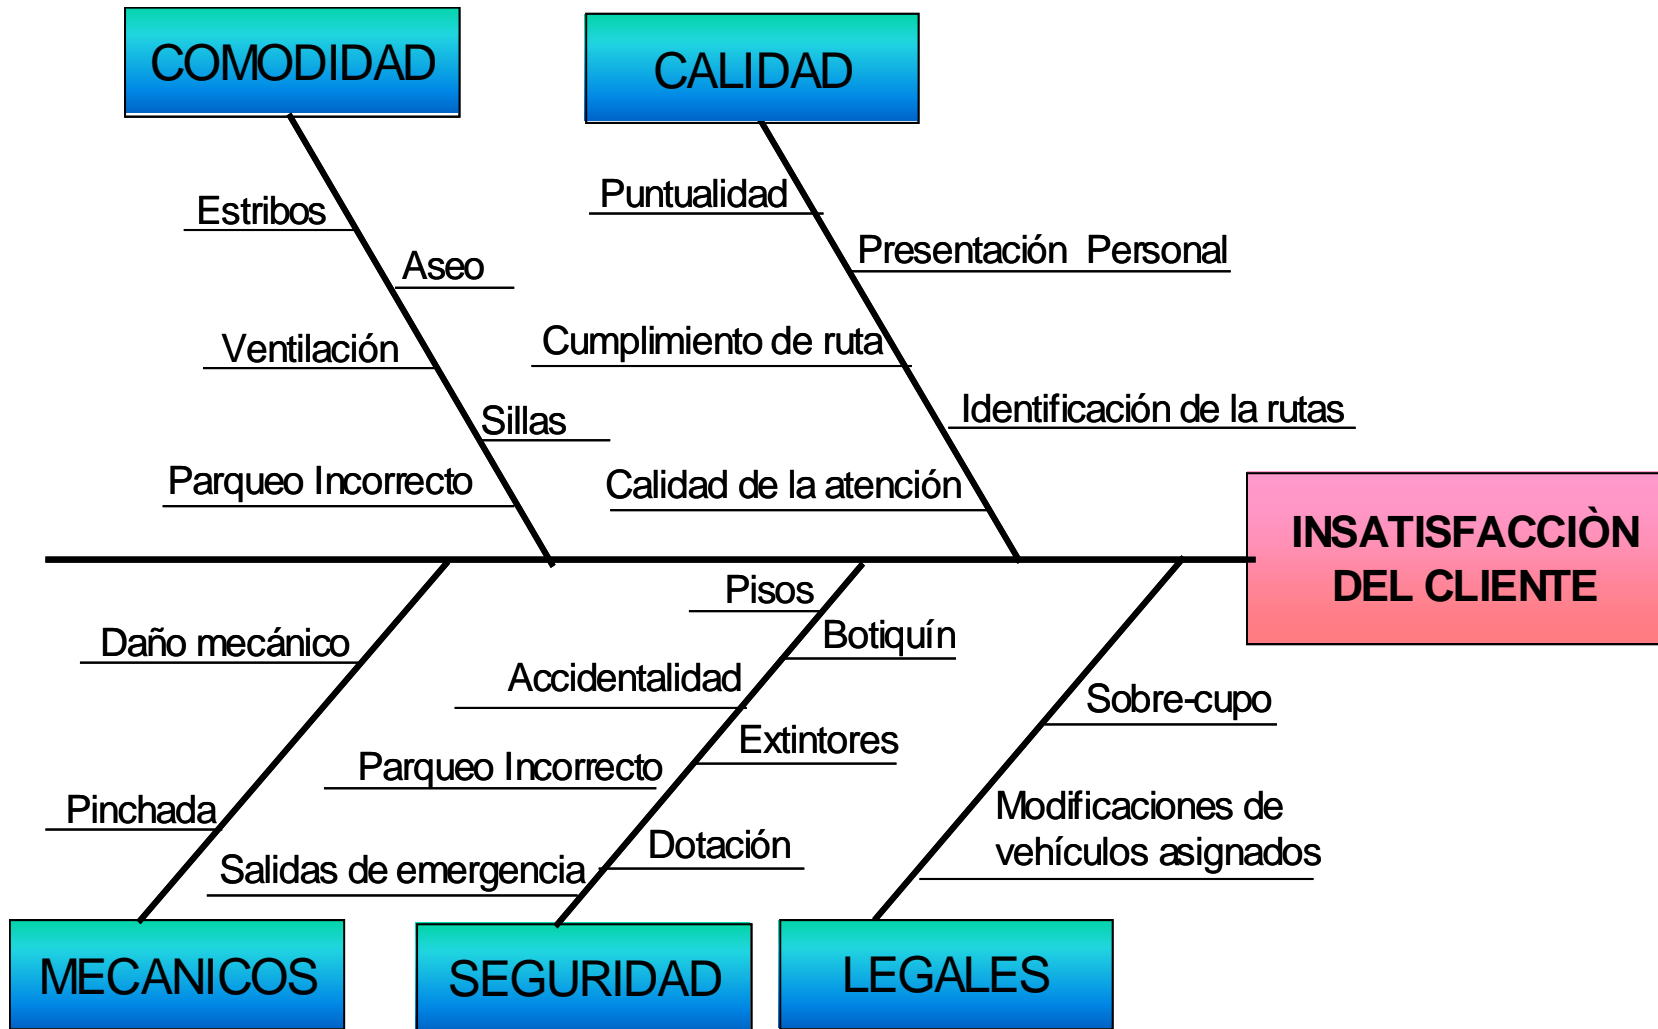 COMODIDAD
CALIDAD
Puntualidad
Estribos
Presentación Personal
Aseo
Cumplimiento de ruta
Ventilación
Identificación de la rutas
Sillas
Parqueo Incorrecto
Calidad de la atención
INSATISFACCIÒN
DEL CLIENTE
Pisos
Botiquín
Daño mecánico
Accidentalidad
Sobre-cupo
Extintores
Parqueo Incorrecto
Pinchada
Modificaciones de
vehículos asignados
Dotación
Salidas de emergencia
MECANICOS
SEGURIDAD
LEGALES